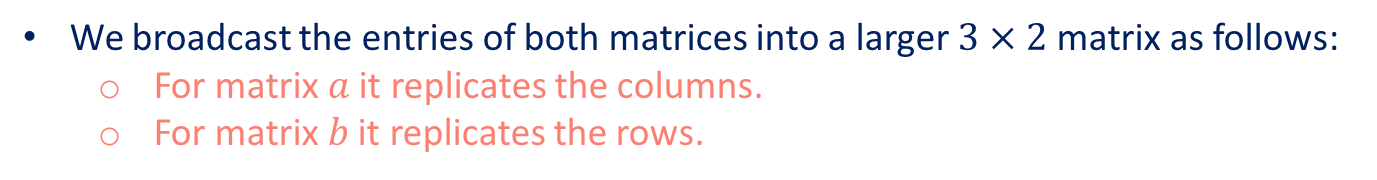 • We broadcast the entries of both matrices into a larger 3 × 2 matrix as follows:
○ For matrix a it replicates the columns.
○ For matrix b it replicates the rows.